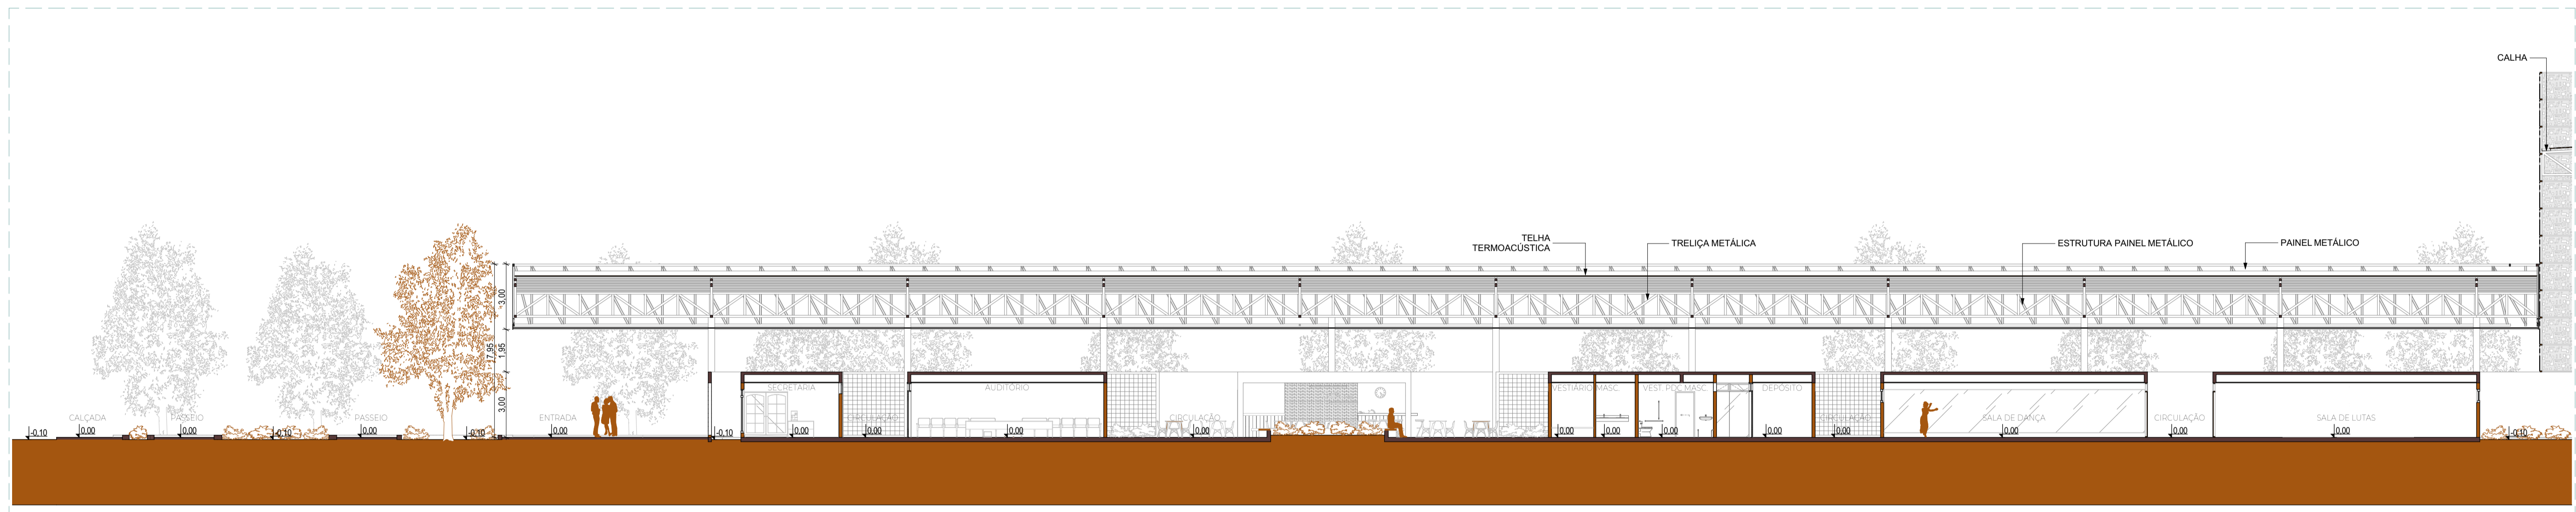 CALHA
TELHA
TERMOACÚSTICA
TRELIÇA METÁLICA
ESTRUTURA PAINEL METÁLICO
PAINEL METÁLICO
3,00
7,95
1,95
3,00
SECRETARIA
AUDITÓRIO
VESTIÁRIO MASC.
VEST. PDC MASC.
DEPÓSITO
CALÇADA
PASSEIO
PASSEIO
ENTRADA
CIRCULAÇÃO
CIRCULAÇÃO
CIRCULAÇÃO
SALA DE DANÇA
CIRCULAÇÃO
SALA DE LUTAS
-0,10
0,00
0,00
-0,10
0,00
-0,10
0,00
-0,10
0,00
0,00
0,00
0,00
0,00
0,00
0,00
0,00
0,00
0,00
0,00
0,00
-0,10